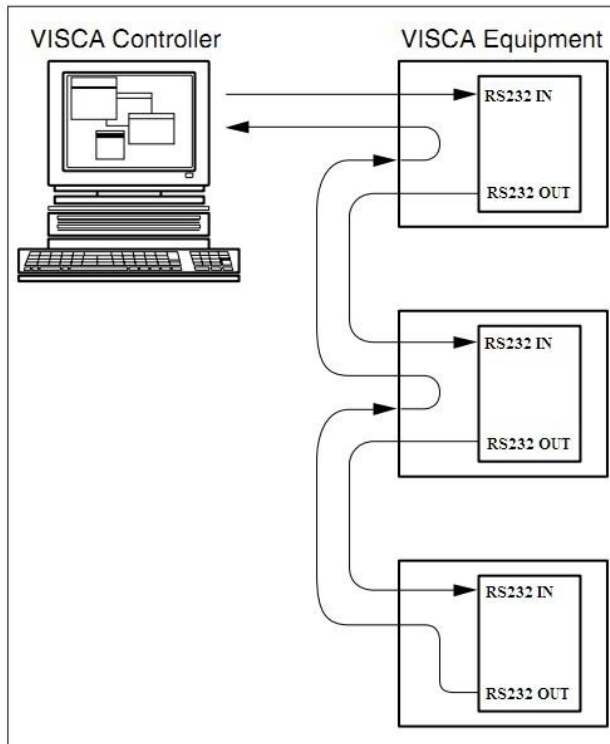 VISCA Controller
VISCA Equipment
RS232 IN
RS232 OUT
RS232 IN
RS232 OUT
RS232 IN
RS232 OUT